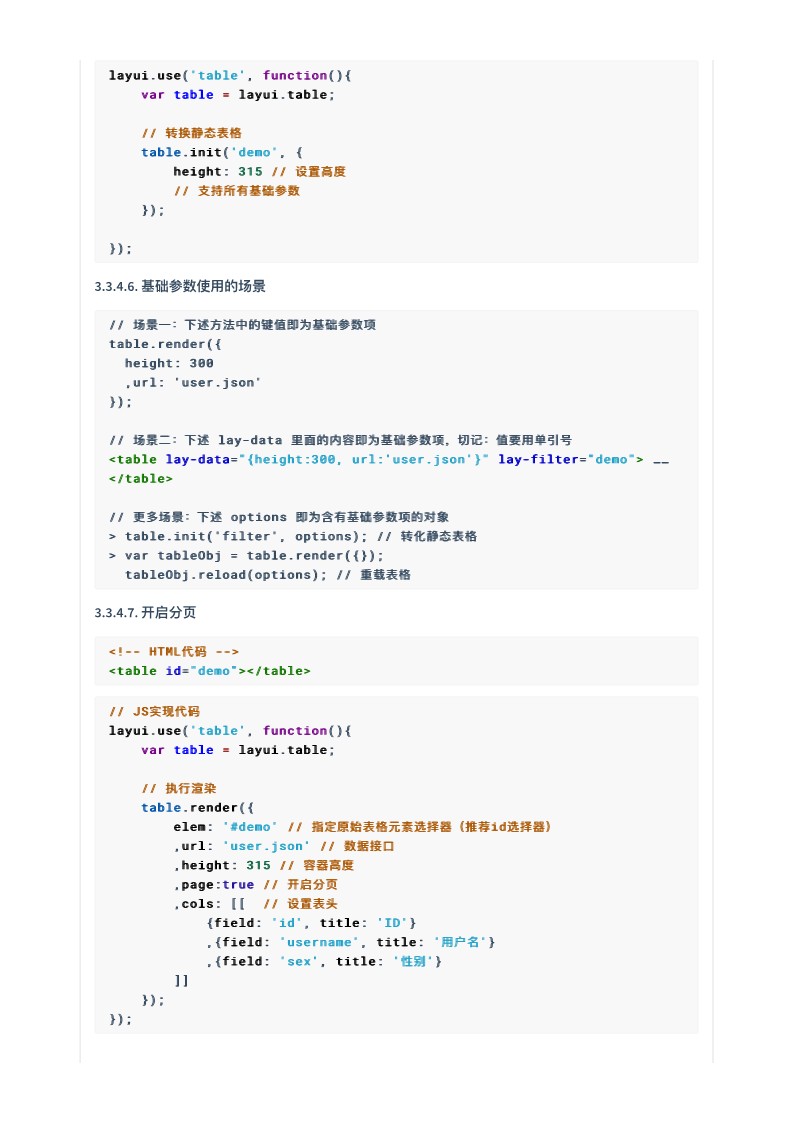 layui.use('table', function(){
    var table = layui.table;

    // 转换静态表格
    table.init('demo', {
        height: 315 // 设置高度
        // 支持所有基础参数
    });

});
3.3.4.6. 基础参数使用的场景
// 场景一：下述方法中的键值即为基础参数项
table.render({
  height: 300
  ,url: 'user.json'
});

// 场景二：下述 lay-data 里面的内容即为基础参数项，切记：值要用单引号
<table lay-data="{height:300, url:'user.json'}" lay-filter="demo"> ……
</table>

// 更多场景：下述 options 即为含有基础参数项的对象
> table.init('filter', options); // 转化静态表格
> var tableObj = table.render({});
  tableObj.reload(options); // 重载表格
3.3.4.7. 开启分页
<!-- HTML代码 -->
<table id="demo"></table>
// JS实现代码
layui.use('table', function(){
    var table = layui.table;

    // 执行渲染
    table.render({
        elem: '#demo' // 指定原始表格元素选择器（推荐id选择器）
        ,url: 'user.json' // 数据接口
        ,height: 315 // 容器高度
        ,page:true // 开启分页
        ,cols: [[  // 设置表头
            {field: 'id', title: 'ID'}
            ,{field: 'username', title: '用户名'}
            ,{field: 'sex', title: '性别'}
        ]]
    });
});